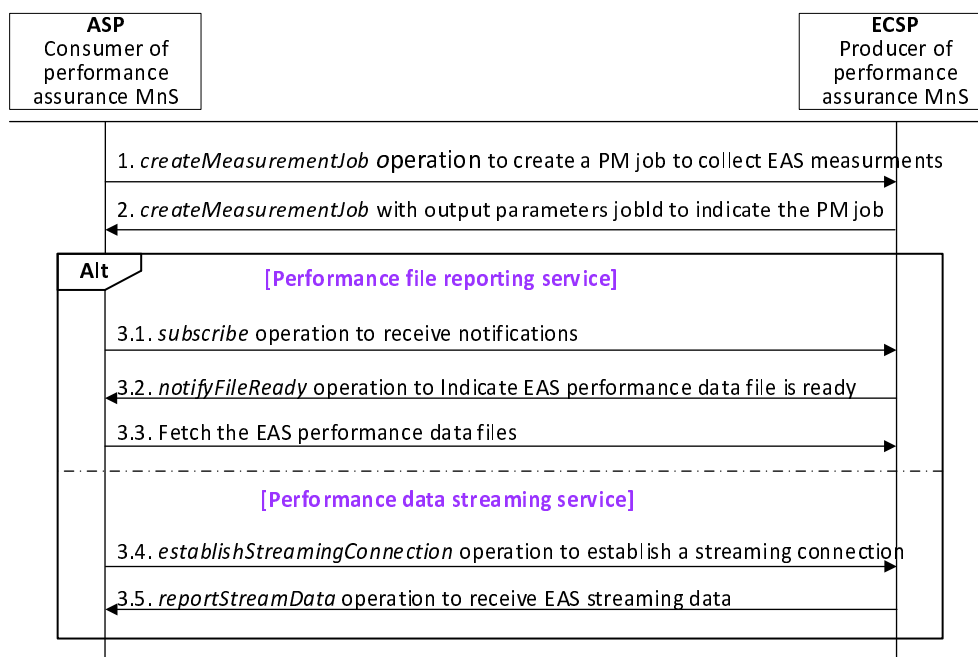 ASP
Consumer of
performance
assurance MnS
ECSP
Producer of
performance
assurance MnS
1. createMeasurementJob operation to create a PM job to collect EAS measurments
2. createMeasurementJob with output parameters jobId to indicate the PM job
Alt
[Performance file reporting service]
3.1. subscribe operation to receive notifications
3.2. notifyFileReady operation to Indicate EAS performance data file is ready
3.3. Fetch the EAS performance data files
[Performance data streaming service]
3.4. establishStreamingConnection operation to establish a streaming connection
3.5. reportStreamData operation to receive EAS streaming data